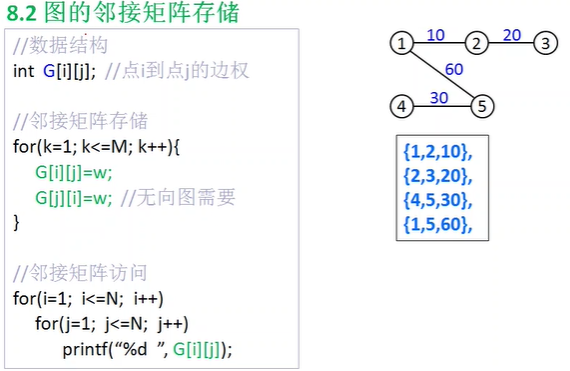 8.2 图的邻接矩阵存储
//数据结构
int G[i][j]; //点i到点j的边权
//邻接矩阵存储
for(k=1; k<=M; k++){
G[i][j]=w;
G[j][i]=w; //无向图需要
}
//邻接矩阵访问
for(i=1; i<=N; i++)
for(j=1; j<=N; j++)
printf(“%d ”, G[i][j]);
1 10 2 20 3
60
4 30 5
{1,2,10},
{2,3,20},
{4,5,30},
{1,5,60},